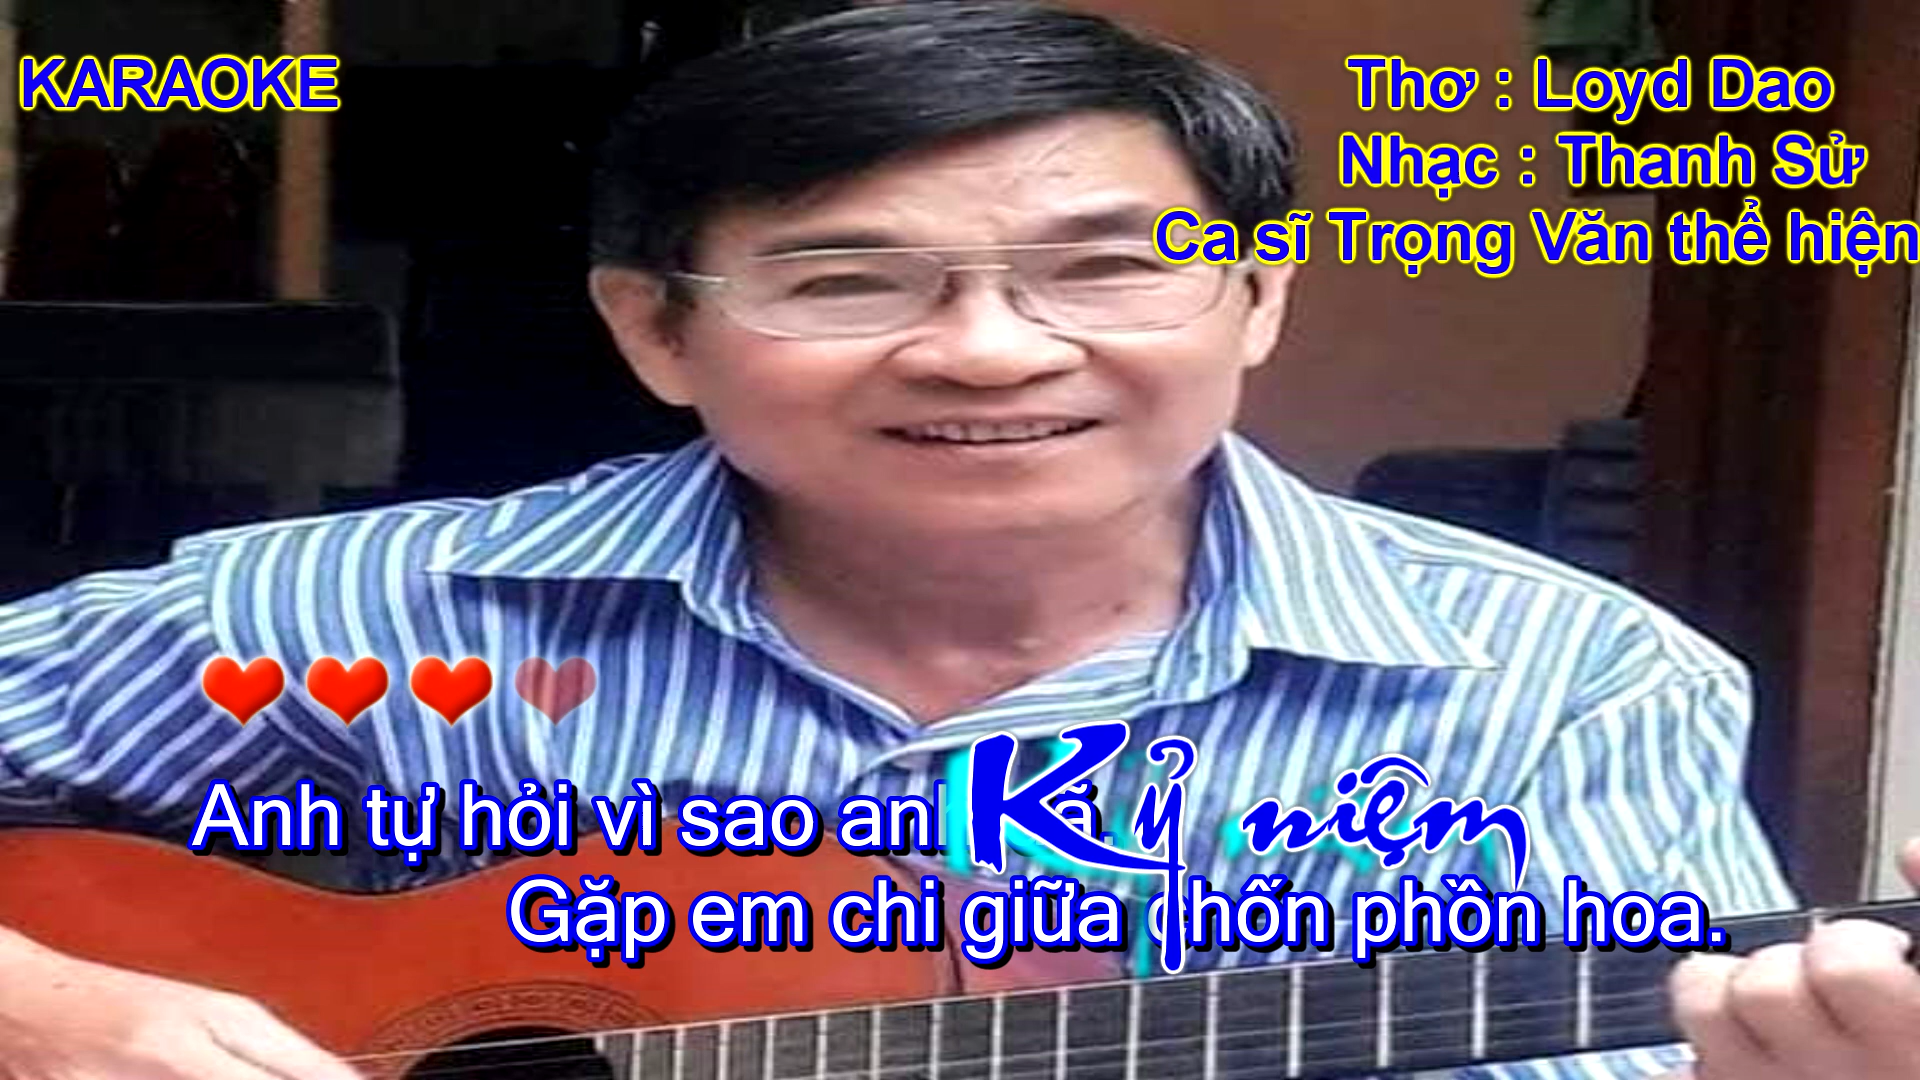 KARAOKE
Thơ : Loyd Dao
Nhạc : Thanh Sử
Ca sĩ Trọng Văn thể hiện
Kỷ niệm
Anh tự hỏi vì sao
Gặp em chi giữa chốn phồn hoa.